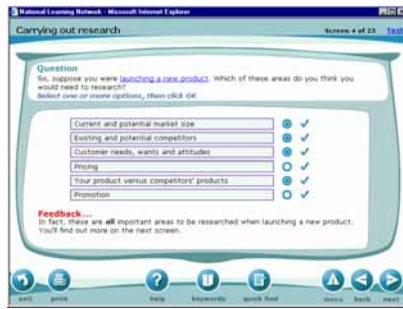 National Learning Network - Microsoft Internet Explorer
Carrying out research
Screen 4 of 25 Text
Question
So, suppose you were launching a new product. Which of these areas do you think you
would need to research?
Select one or more options, then click OK
Current and potential market size
Existing and potential competitors
Customer needs, wants and attitudes
Pricing
Your product versus competitors' products
Promotion
Feedback...
In fact, these are all important areas to be researched when launching a new product.
You'll find out more on the next screen.
exit print help keywords quick find menu back next